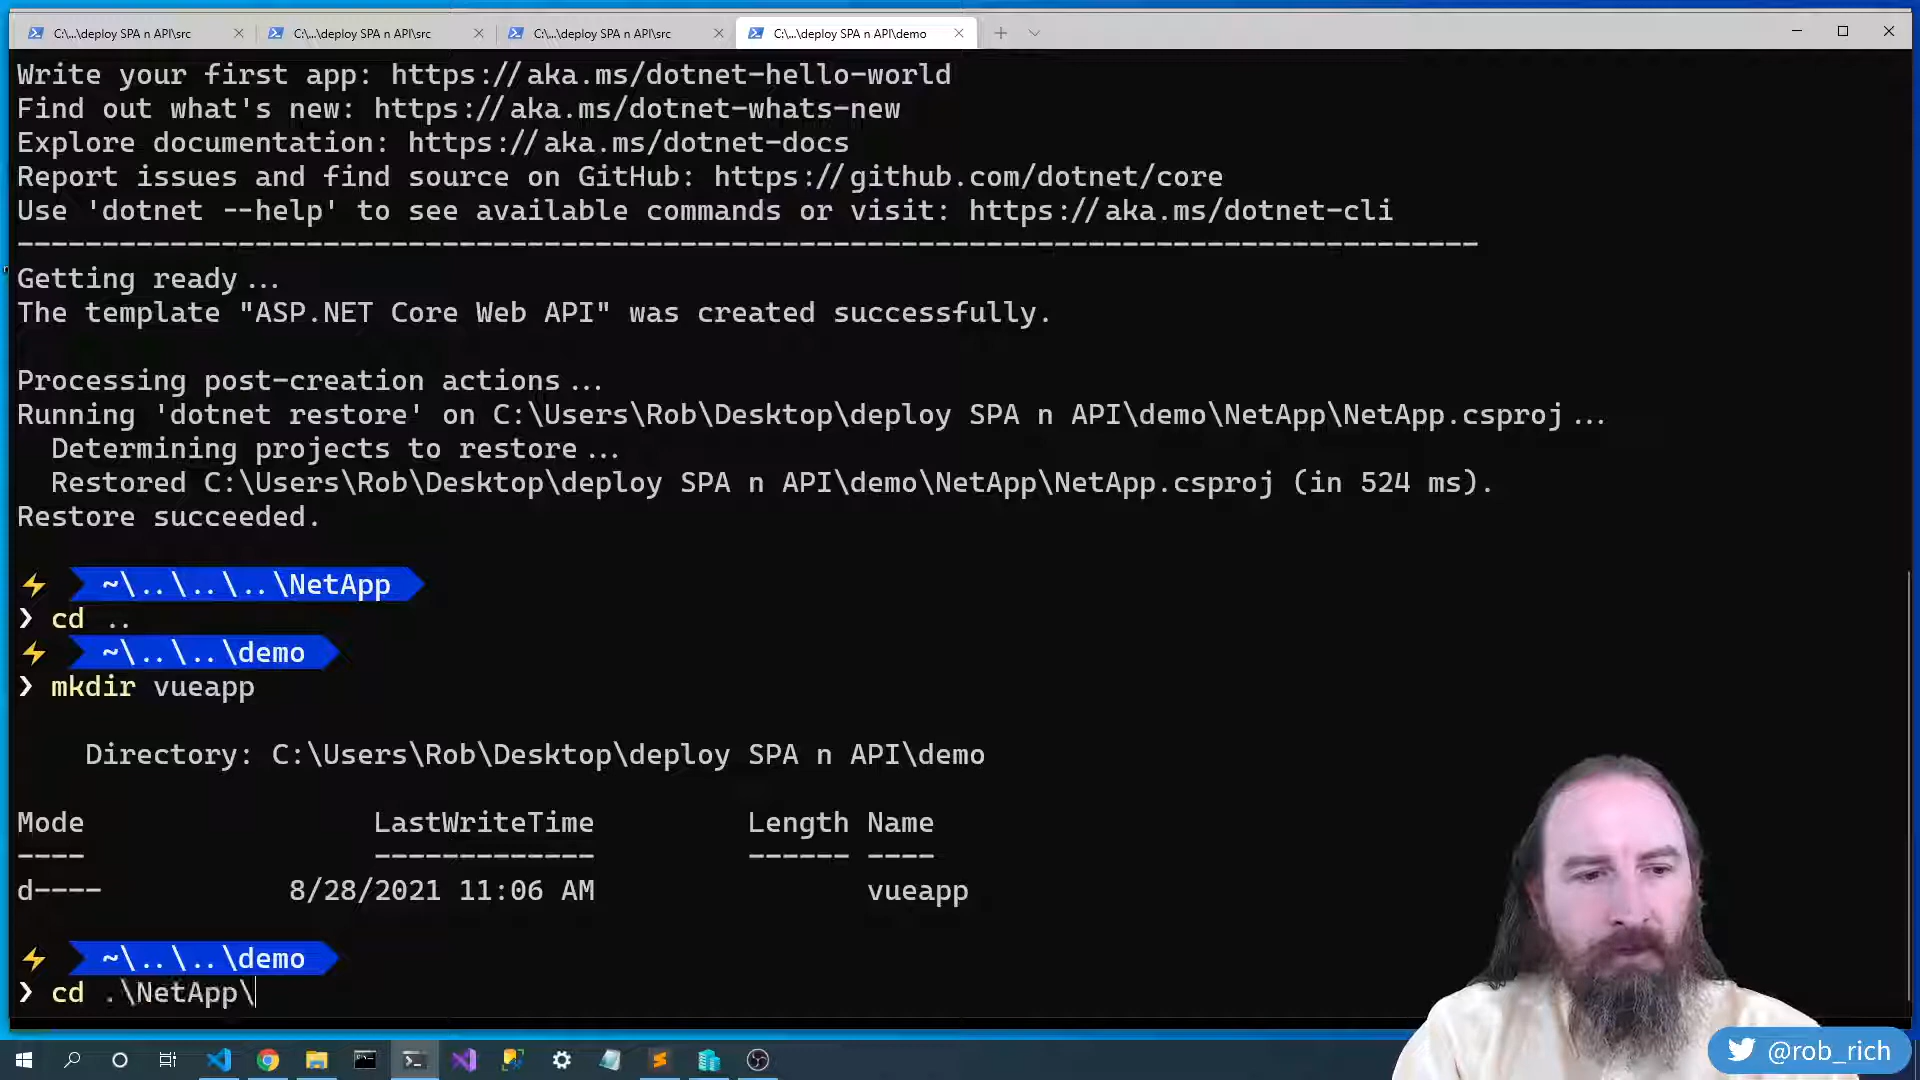 C:\...\deploy SPA n API\src
C:\...\deploy SPA n API\src
C:\...\deploy SPA n API\src
C:\...\deploy SPA n API\demo
Write your first app: https://aka.ms/dotnet-hello-world
Find out what's new: https://aka.ms/dotnet-whats-new
Explore documentation: https://aka.ms/dotnet-docs
Report issues and find source on GitHub: https://github.com/dotnet/core
Use 'dotnet --help' to see available commands or visit: https://aka.ms/dotnet-cli
--------------------------------------------------------------------------------------
Getting ready...
The template "ASP.NET Core Web API" was created successfully.
Processing post-creation actions...
Running 'dotnet restore' on C:\Users\Rob\Desktop\deploy SPA n API\demo\NetApp\NetApp.csproj...
Determining projects to restore...
Restored C:\Users\Rob\Desktop\deploy SPA n API\demo\NetApp\NetApp.csproj (in 524 ms).
Restore succeeded.
~\..\..\..\NetApp
❯ cd ..
~\..\..\demo
❯ mkdir vueapp
Directory: C:\Users\Rob\Desktop\deploy SPA n API\demo
Mode LastWriteTime Length Name
---- ------------- ------ ----
d---- 8/28/2021 11:06 AM vueapp
~\..\..\demo
❯ cd .\NetApp\
@rob_rich